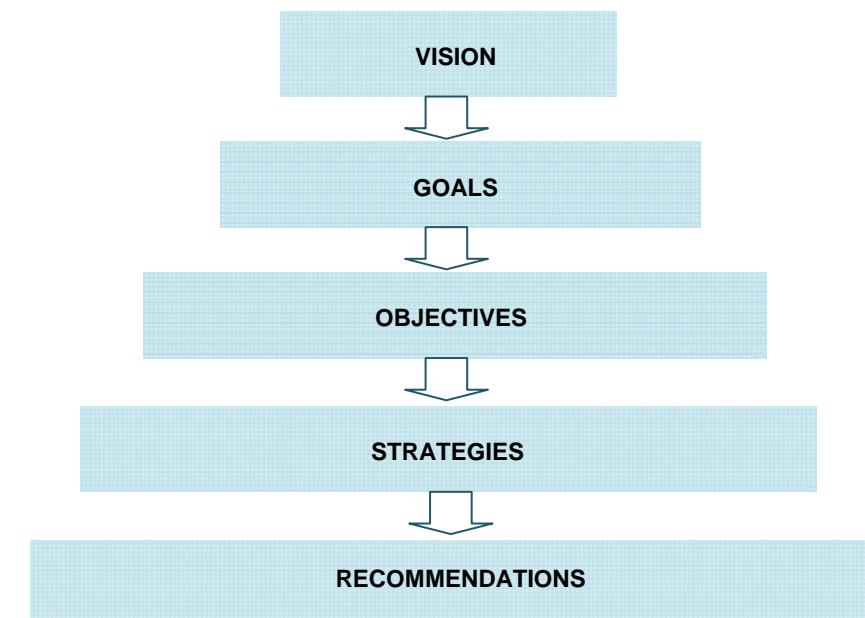 VISION
GOALS
OBJECTIVES
STRATEGIES
RECOMMENDATIONS